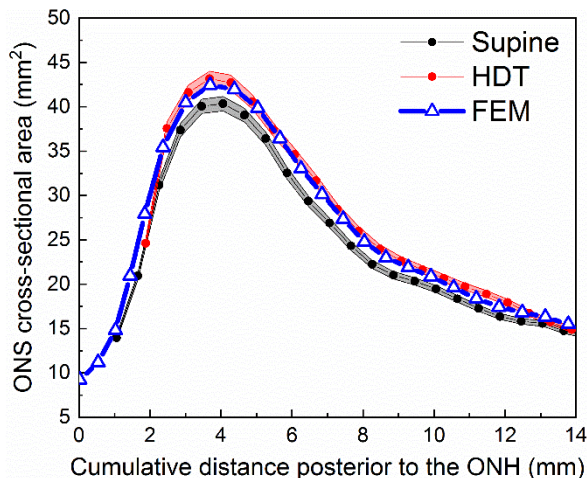 50
45
40
35
30
25
20
15
10
5
ONS cross-sectional area (mm²)
Supine
HDT
FEM
0 2 4 6 8 10 12 14
Cumulative distance posterior to the ONH (mm)